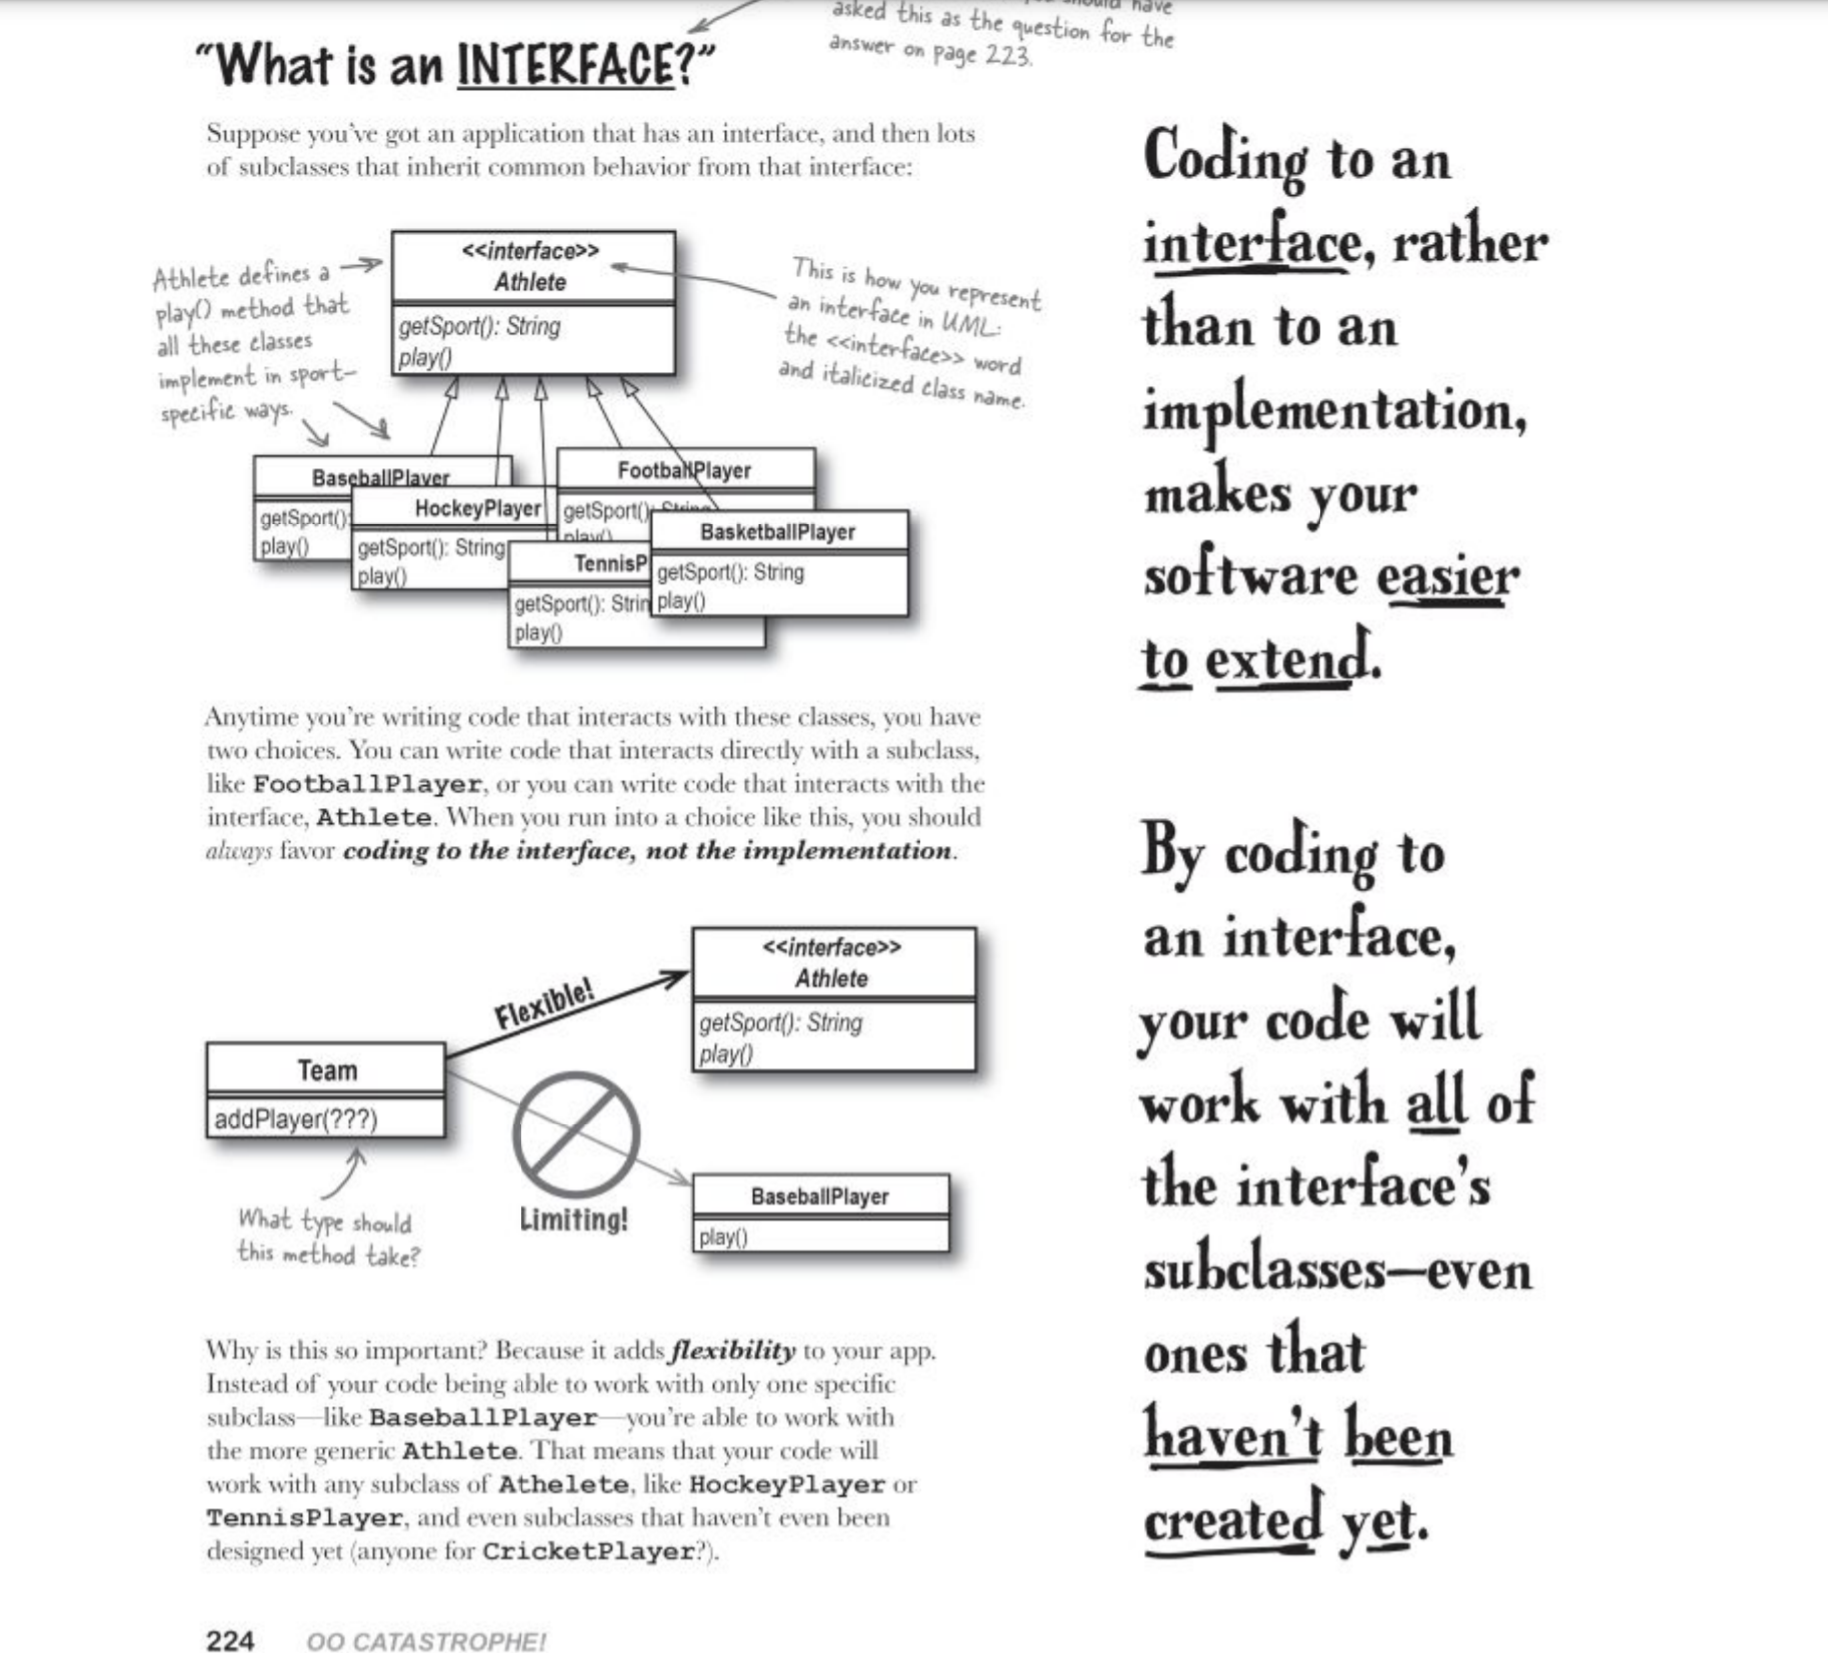 have
asked this as the question for the
answer on page 223.
“What is an INTERFACE?”
Suppose you’ve got an application that has an interface, and then lots
of subclasses that inherit common behavior from that interface:
Athlete defines a
play() method that
all these classes
implement in sport-
specific ways.
<<interface>>
Athlete
getSport(): String
play()
This is how you represent
an interface in UML:
the <<interface>> word
and italicized class name.
BaseballPlayer
getSport():
play()
HockeyPlayer
getSport(): String
play()
FootballPlayer
getSport(): String
play()
TennisP
getSport(): Strin
play()
BasketballPlayer
getSport(): String
play()
Anytime you’re writing code that interacts with these classes, you have
two choices. You can write code that interacts directly with a subclass,
like FootballPlayer, or you can write code that interacts with the
interface, Athlete. When you run into a choice like this, you should
always favor coding to the interface, not the implementation.
Team
addPlayer(???)
What type should
this method take?
Flexible!
Limiting!
<<interface>>
Athlete
getSport(): String
play()
BaseballPlayer
play()
Why is this so important? Because it adds flexibility to your app.
Instead of your code being able to work with only one specific
subclass—like BaseballPlayer—you’re able to work with
the more generic Athlete. That means that your code will
work with any subclass of Athelete, like HockeyPlayer or
TennisPlayer, and even subclasses that haven’t even been
designed yet (anyone for CricketPlayer?).
Coding to an
interface, rather
than to an
implementation,
makes your
software easier
to extend.
By coding to
an interface,
your code will
work with all of
the interface’s
subclasses—even
ones that
haven’t been
created yet.
224 OO CATASTROPHE!